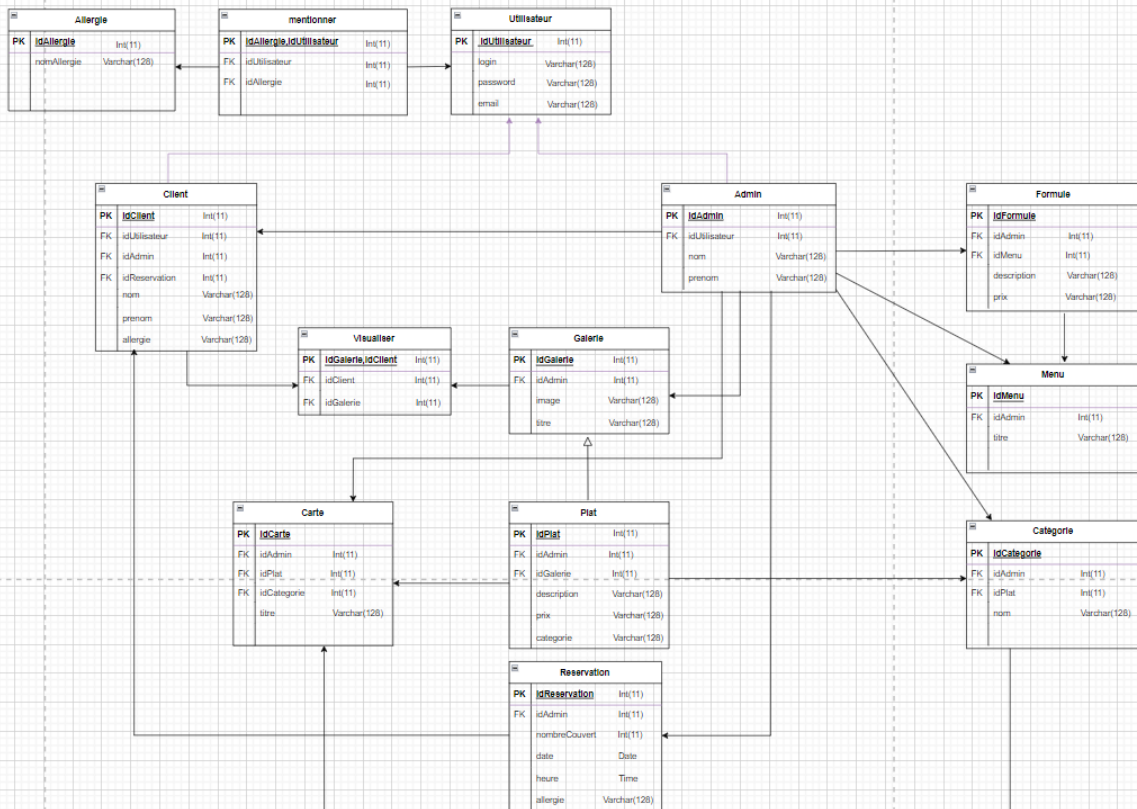 Allergie
PK idAllergie Int(11)
nomAllergie Varchar(128)
mentionner
PK idAllergie,idUtilisateur Int(11)
FK idUtilisateur Int(11)
FK idAllergie Int(11)
Utilisateur
PK idUtilisateur Int(11)
login Varchar(128)
password Varchar(128)
email Varchar(128)
Client
PK idClient Int(11)
FK idUtilisateur Int(11)
FK idAdmin Int(11)
FK idReservation Int(11)
nom Varchar(128)
prenom Varchar(128)
allergie Varchar(128)
Admin
PK idAdmin Int(11)
FK idUtilisateur Int(11)
nom Varchar(128)
prenom Varchar(128)
Formule
PK idFormule
FK idAdmin Int(11)
FK idMenu Int(11)
description Varchar(128)
prix Varchar(128)
Visualiser
PK idGalerie,idClient Int(11)
FK idClient Int(11)
FK idGalerie Int(11)
Galerie
PK idGalerie Int(11)
FK idAdmin Int(11)
image Varchar(128)
titre Varchar(128)
Menu
PK idMenu
FK idAdmin Int(11)
titre Varchar(128)
Carte
PK idCarte
FK idAdmin Int(11)
FK idPlat Int(11)
FK idCategorie Int(11)
titre Varchar(128)
Plat
PK idPlat Int(11)
FK idAdmin Int(11)
FK idGalerie Int(11)
description Varchar(128)
prix Varchar(128)
categorie Varchar(128)
Categorie
PK idCategorie
FK idAdmin Int(11)
FK idPlat Int(11)
nom Varchar(128)
Reservation
PK idReservation Int(11)
FK idAdmin Int(11)
nombreCouvert Int(11)
date Date
heure Time
allergie Varchar(128)